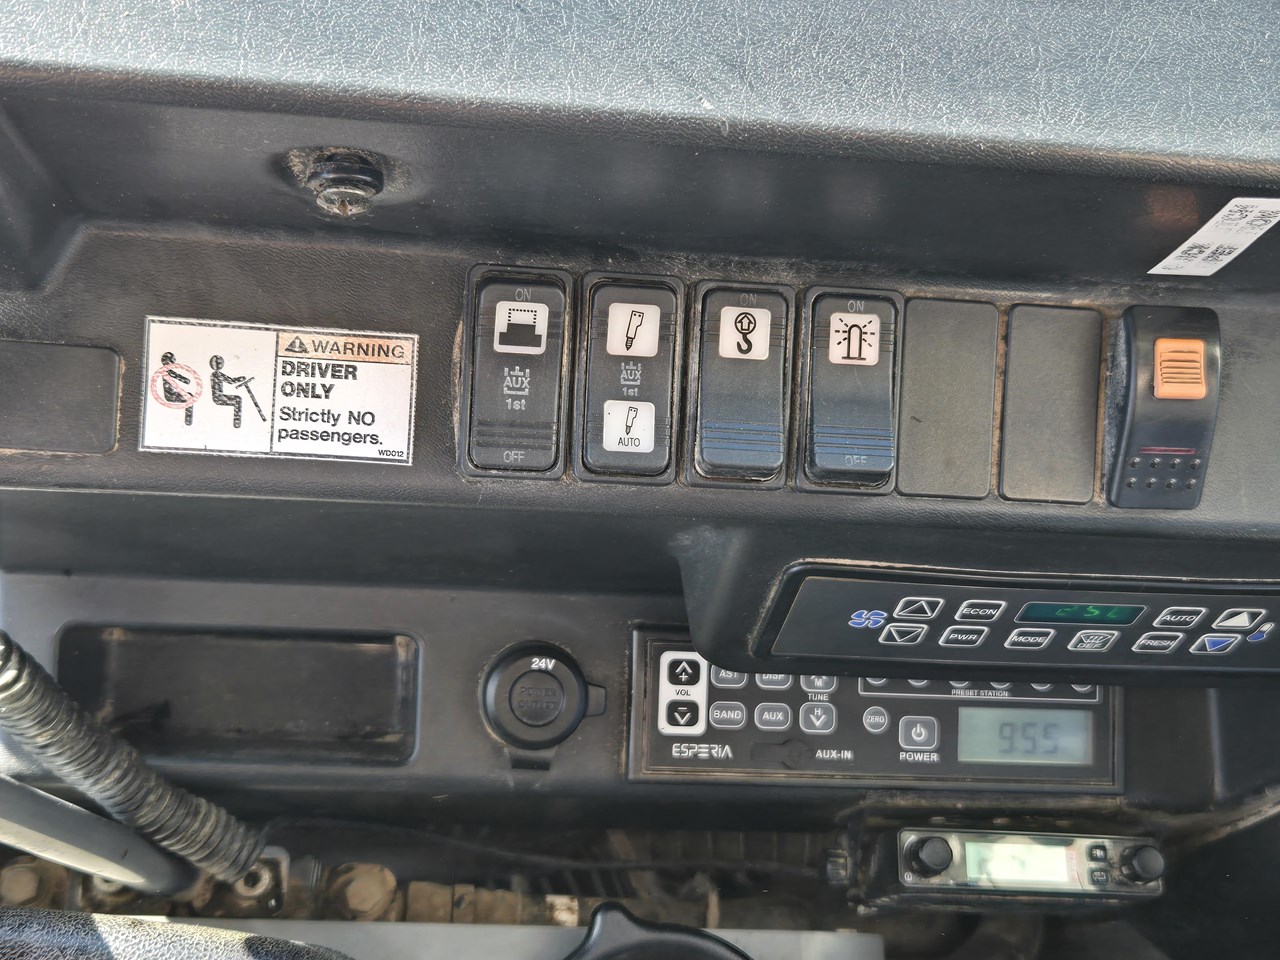 WARNING
DRIVER
ONLY
Strictly NO
passengers.
WD012
ON
AUX
1st
OFF
AUX
1st
AUTO
ON
ON
OFF
ECON
AUTO
PWR
MODE
DEF
FRESH
24V
POWER
VOL
AST
DISP
M
TUNE
PRESET STATION
BAND
AUX
H
ZERO
POWER
955
ESPERIA
AUX-IN